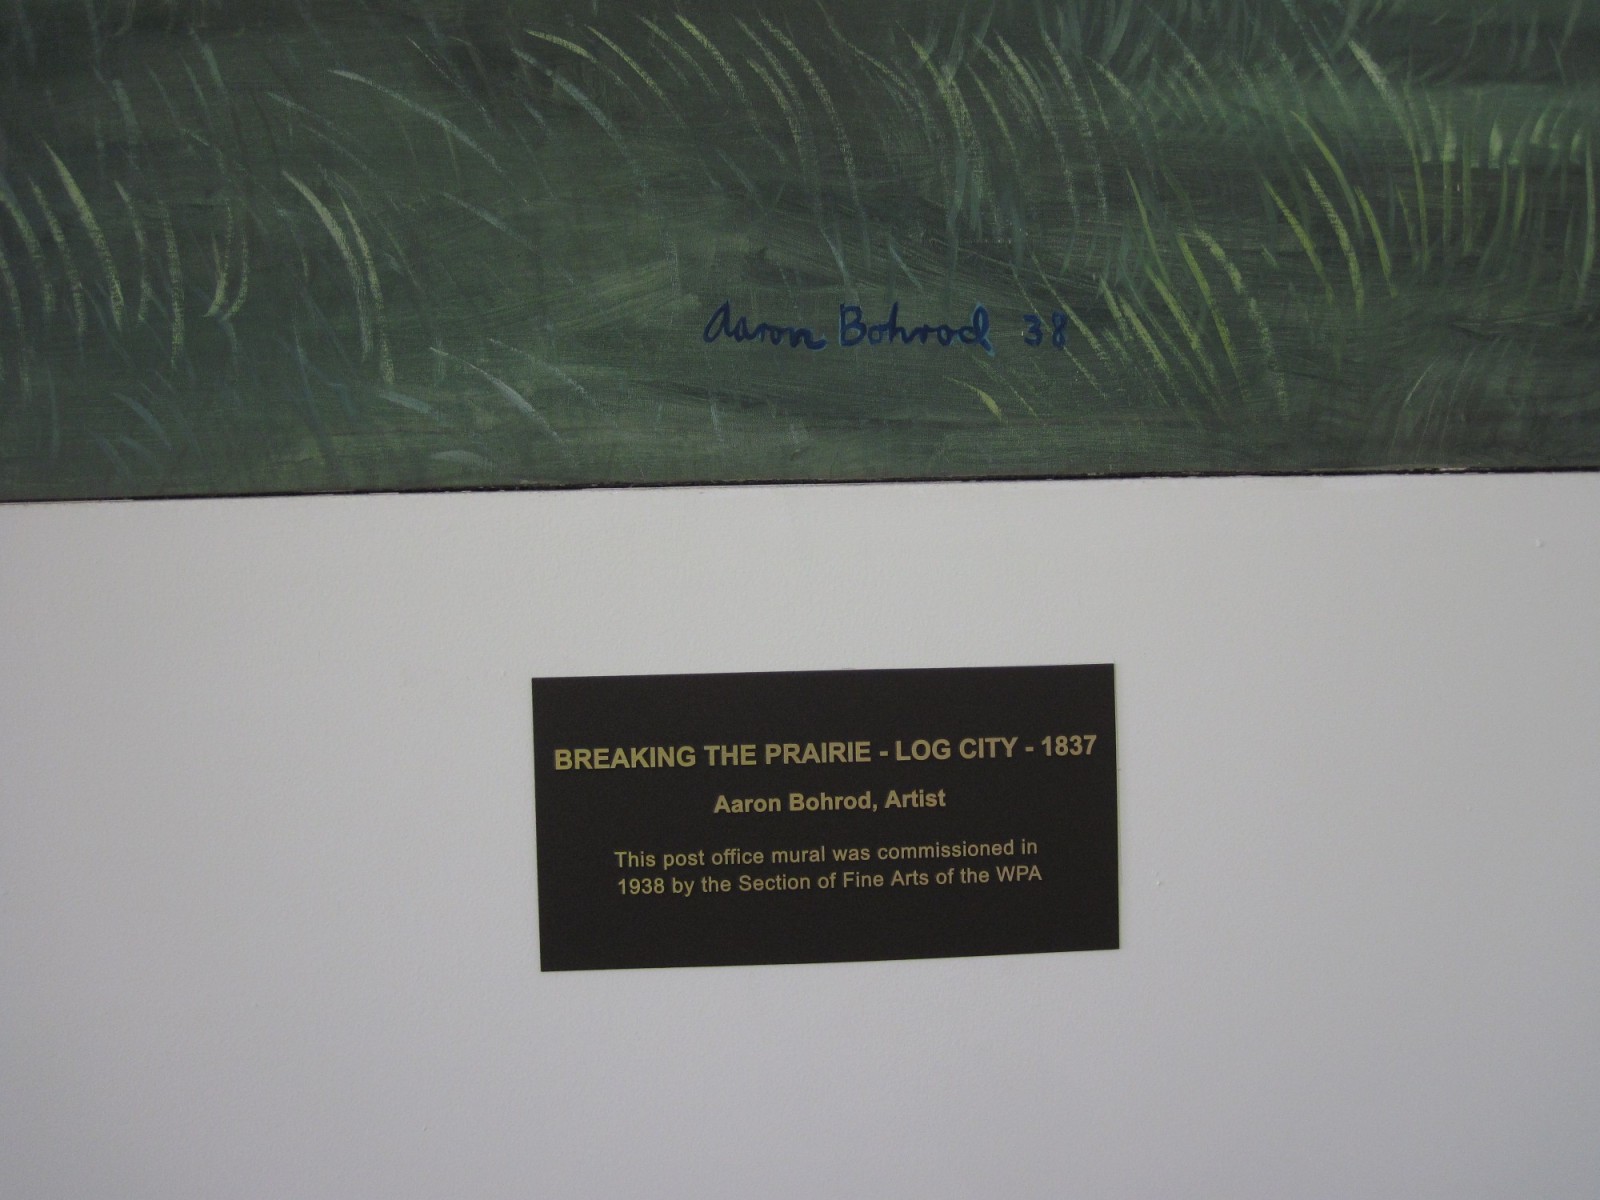 Aaron Bohrod 38
BREAKING THE PRAIRIE - LOG CITY - 1837
Aaron Bohrod, Artist
This post office mural was commissioned in
1938 by the Section of Fine Arts of the WPA